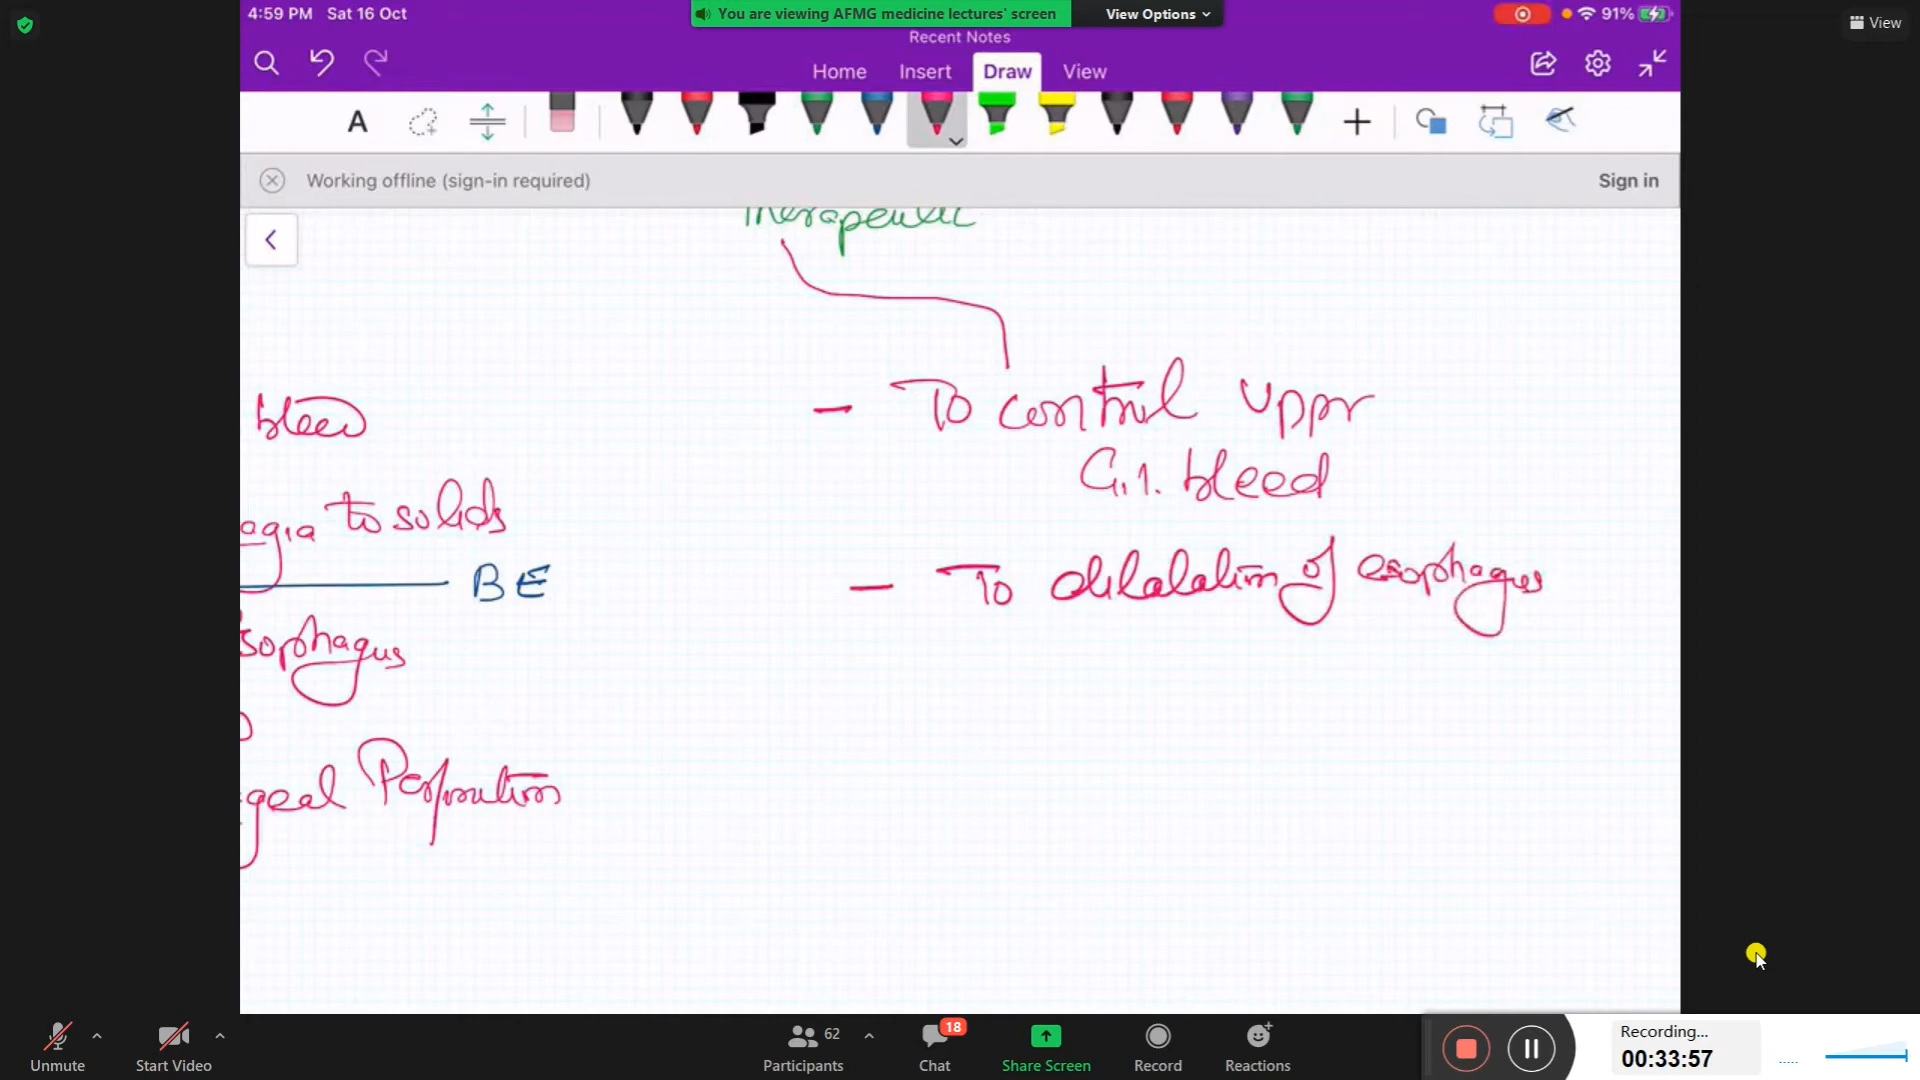 4:59 PM Sat 16 Oct
You are viewing AFMG medicine lectures' screen
View Options
91%
View
Recent Notes
Home Insert Draw View
A
Working offline (sign-in required)
Sign in
Therapeutic
bleed
- To control Uppr
G.I. bleed
agia to solids
BE
- To dilalation of esophagus
sophagus
geal Perforation
Unmute
Start Video
62
Participants
18
Chat
Share Screen
Record
Reactions
Recording...
00:33:57